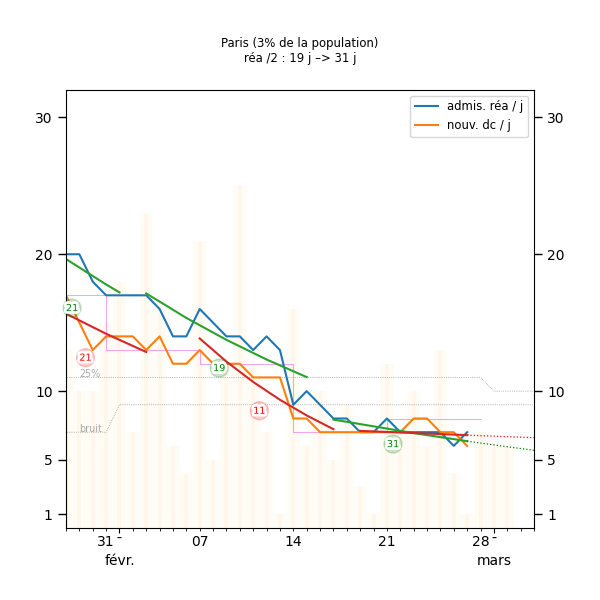 Paris (3% de la population)
réa /2 : 19 j –> 31 j
admis. réa / j
nouv. dc / j
30 30
20 20
21
21
19
25%
10 10
11
bruit
31
5 5
1 1
31 07 14 21 28
févr. mars